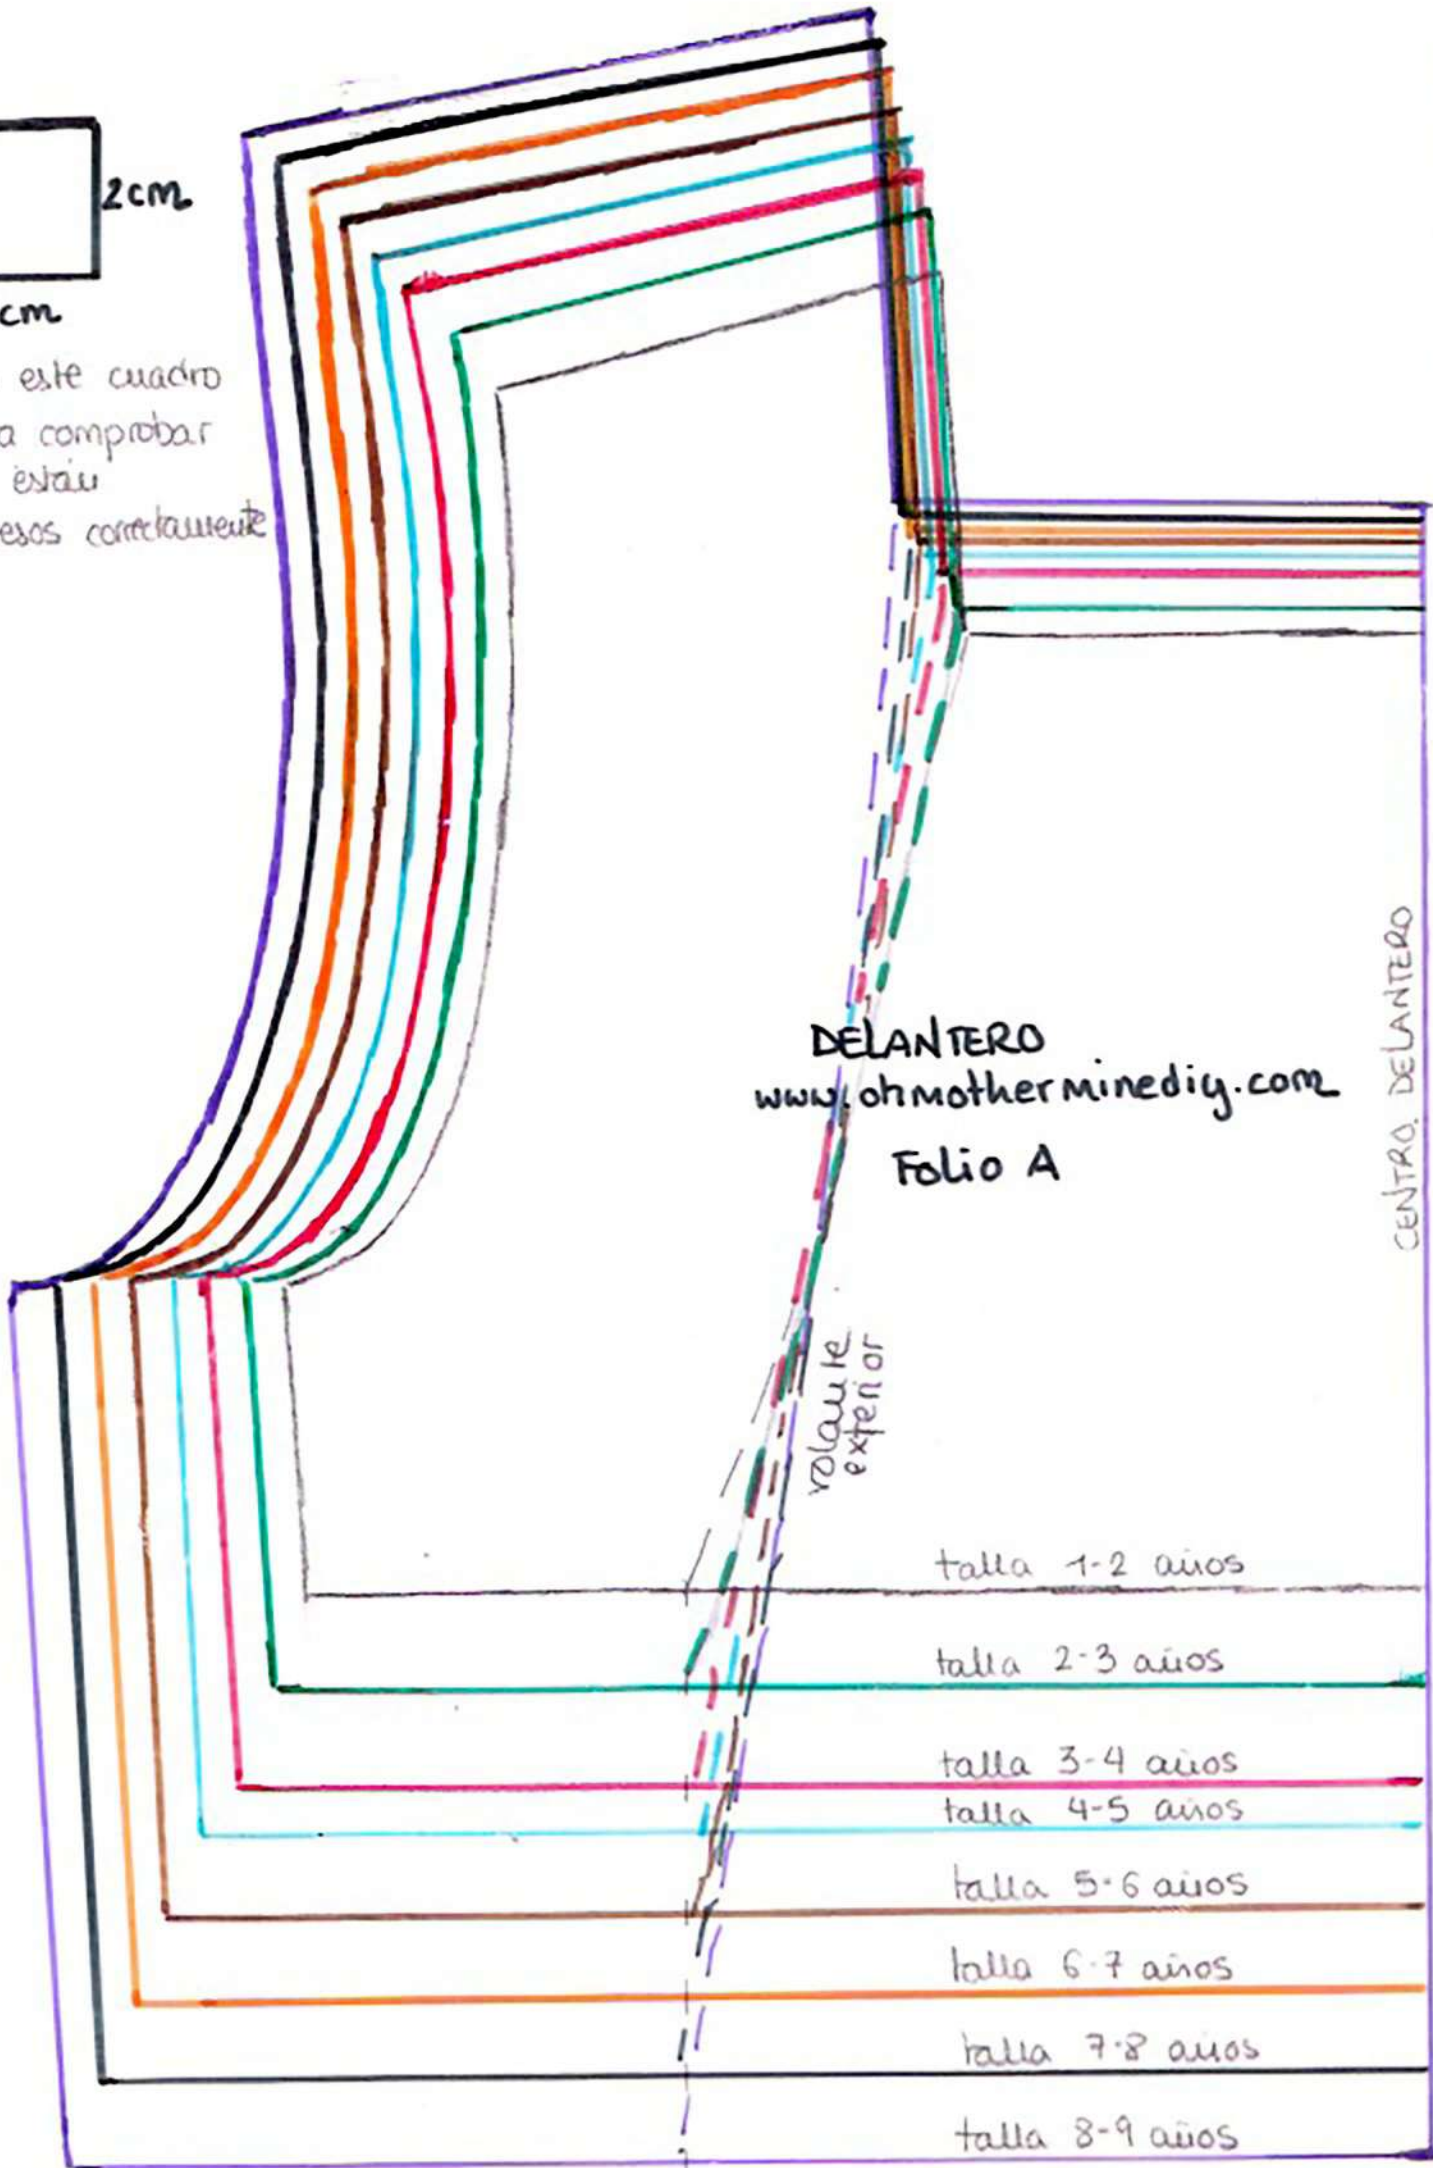 2cm
cm
este cuadro
a comprobar
están
esos correctamente
DELANTERO
www.ohmotherminediy.com
Folio A
CENTRO DELANTERO
volante
exterior
talla 1-2 años
talla 2-3 años
talla 3-4 años
talla 4-5 años
talla 5-6 años
talla 6-7 años
talla 7-8 años
talla 8-9 años